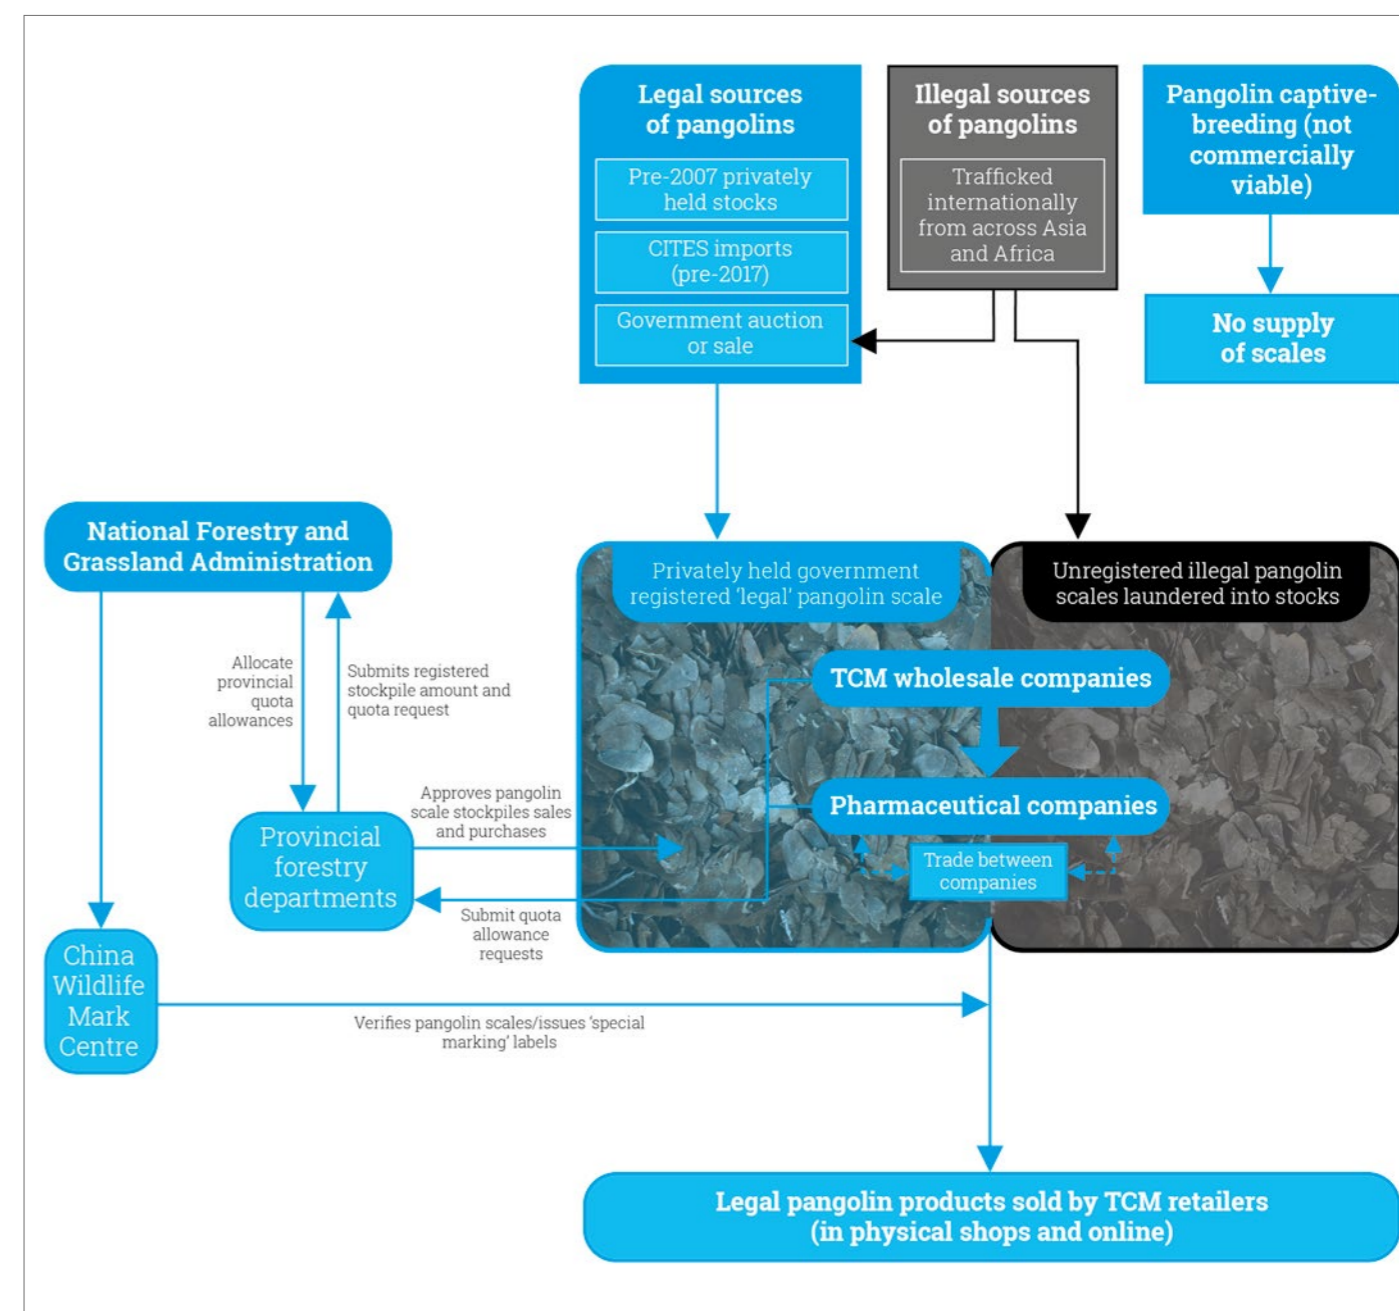 Legal sources
of pangolins
Pre-2007 privately
held stocks
CITES imports
(pre-2017)
Government auction
or sale
Illegal sources
of pangolins
Trafficked
internationally
from across Asia
and Africa
Pangolin captive-
breeding (not
commercially
viable)
No supply
of scales
National Forestry and
Grassland Administration
Privately held government
registered ‘legal’ pangolin scale
Unregistered illegal pangolin
scales laundered into stocks
Allocate
provincial
quota
allowances
Submits registered
stockpile amount and
quota request
TCM wholesale companies
Pharmaceutical companies
Trade between
companies
Approves pangolin
scale stockpiles sales
and purchases
Provincial
forestry
departments
Submit quota
allowance
requests
China
Wildlife
Mark
Centre
Verifies pangolin scales/issues ‘special
marking’ labels
Legal pangolin products sold by TCM retailers
(in physical shops and online)